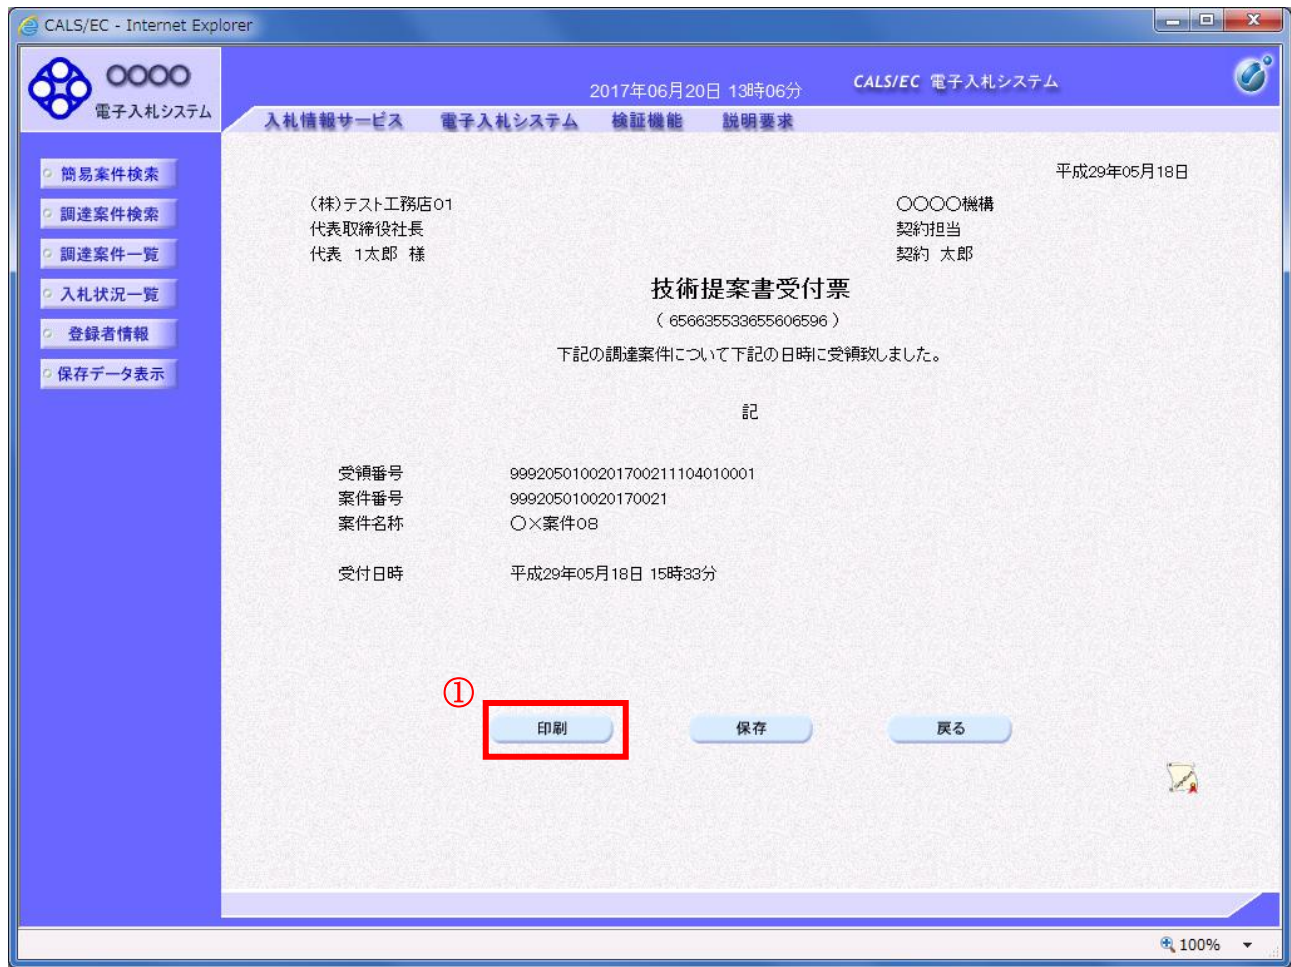 CALS/EC - Internet Explorer
○○○○
電子入札システム
2017年06月20日 13時06分
CALS/EC 電子入札システム
入札情報サービス 電子入札システム 検証機能 説明要求
簡易案件検索
調達案件検索
調達案件一覧
入札状況一覧
登録者情報
保存データ表示
平成29年05月18日
(株)テスト工務店01
代表取締役社長
代表 1太郎 様
○○○○機構
契約担当
契約 太郎
技術提案書受付票
( 656635533655606596 )
下記の調達案件について下記の日時に受領致しました。
記
受領番号 9992050100201700211104010001
案件番号 999205010020170021
案件名称 ○×案件08
受付日時 平成29年05月18日 15時33分
①
印刷 保存 戻る
100%